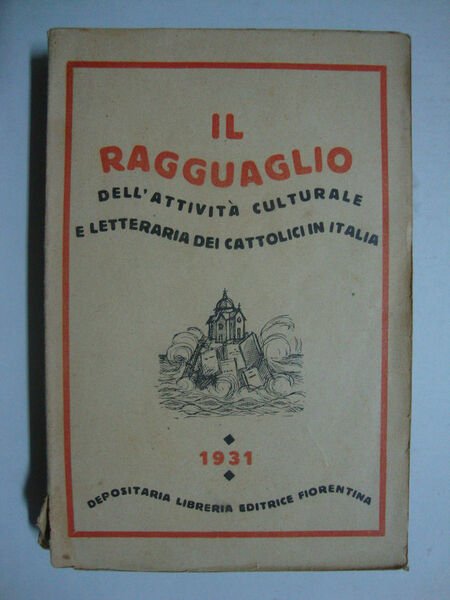 IL
RAGGUAGLIO
DELL'ATTIVITÀ CULTURALE
E LETTERARIA DEI CATTOLICI IN ITALIA
1931
DEPOSITARIA LIBRERIA EDITRICE FIORENTINA